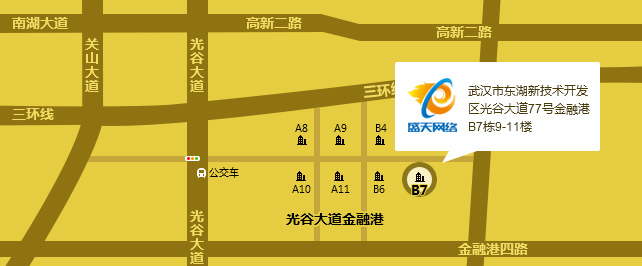 南湖大道
高新二路
高新二路
关山大道
光谷大道
三环线
三环线
盛天网络
武汉市东湖新技术开发
区光谷大道77号金融港
B7栋9-11楼
A8
A9
B4
公交车
A10
A11
B6
B7
光谷大道金融港
光谷大道
金融港四路